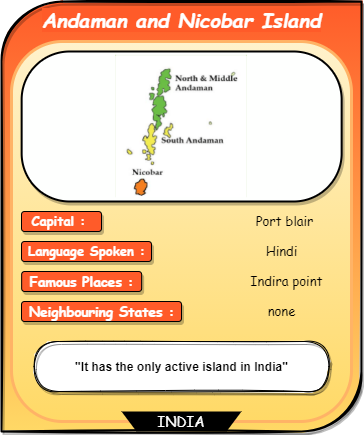 Andaman and Nicobar Island
North & Middle
Andaman
South Andaman
Nicobar
Capital : Port blair
Language Spoken : Hindi
Famous Places : Indira point
Neighbouring States : none
"It has the only active island in India"
INDIA